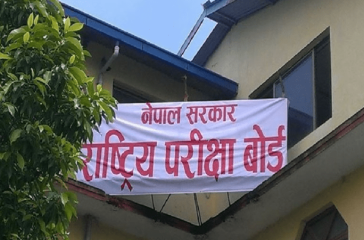 नेपाल सरकार
राष्ट्रिय परीक्षा बोर्ड